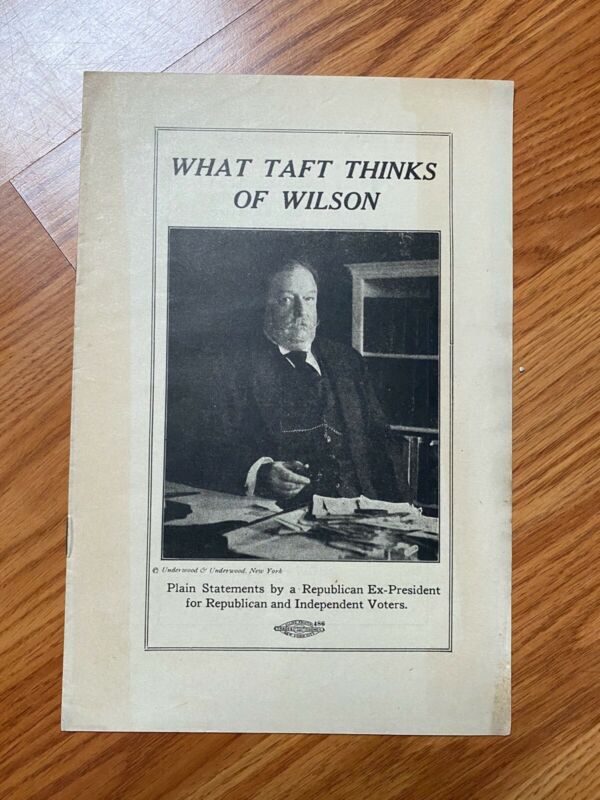 WHAT TAFT THINKS
OF WILSON
© Underwood & Underwood, New York
Plain Statements by a Republican Ex-President
for Republican and Independent Voters.
486